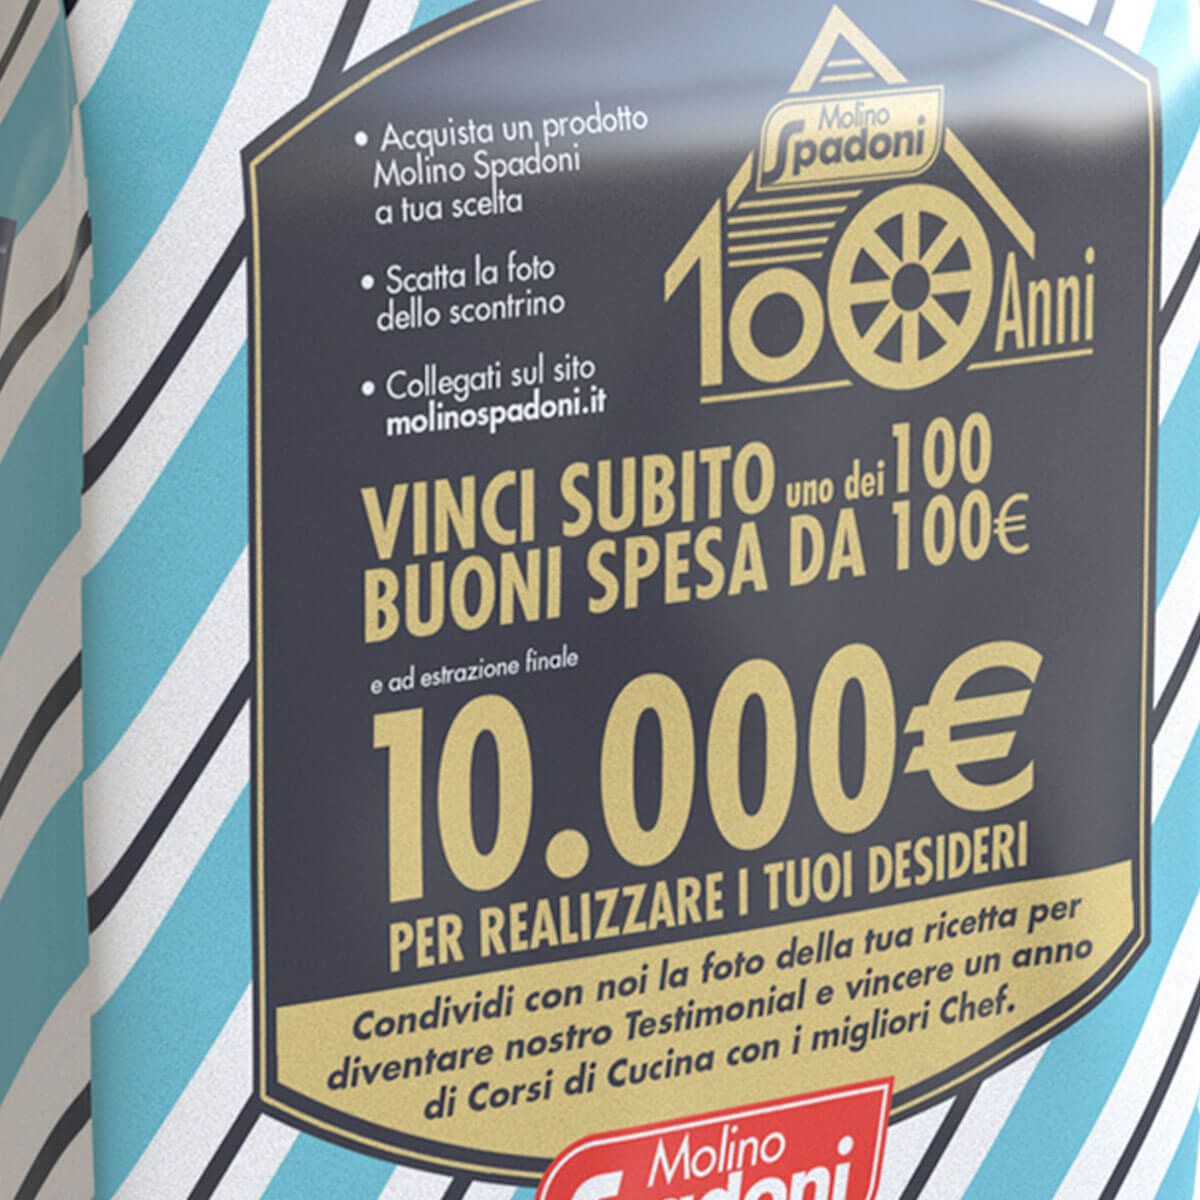 • Acquista un prodotto
Molino Spadoni
a tua scelta
• Scatta la foto
dello scontrino
• Collegati sul sito
molinospadoni.it
Molino
Spadoni
100 Anni
VINCI SUBITO uno dei 100
BUONI SPESA DA 100€
e ad estrazione finale
10.000€
PER REALIZZARE I TUOI DESIDERI
Condividi con noi la foto della tua ricetta per
diventare nostro Testimonial e vincere un anno
di Corsi di Cucina con i migliori Chef.
Molino
Spadoni